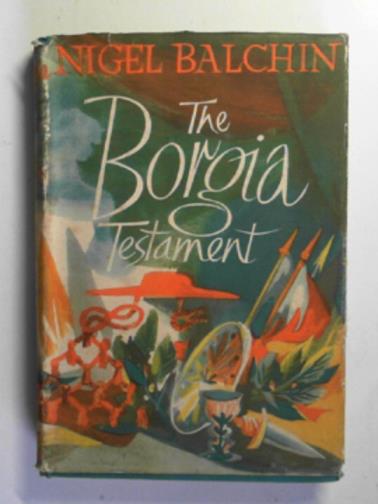 NIGEL BALCHIN
The
Borgia
Testament